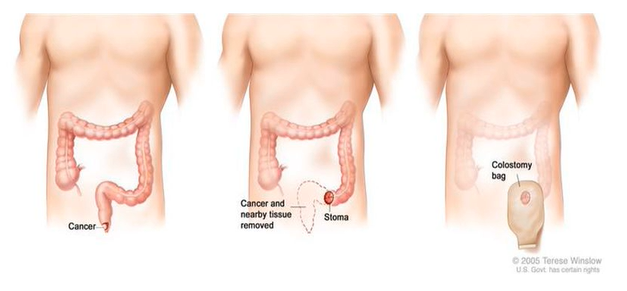 Cancer
Cancer and
nearby tissue
removed
Stoma
Colostomy
bag
© 2005 Terese Winslow
U.S. Govt. has certain rights